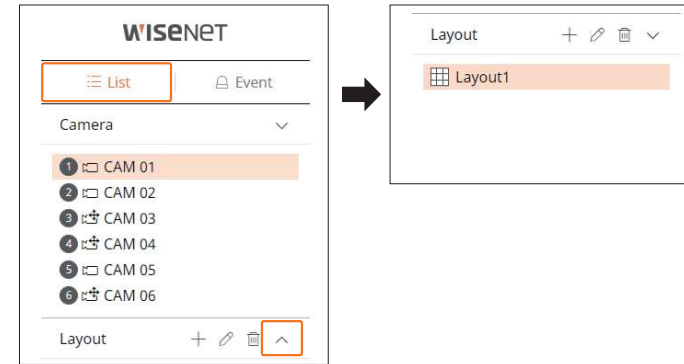 WISENET
List
Event
Camera
1 CAM 01
2 CAM 02
3 CAM 03
4 CAM 04
5 CAM 05
6 CAM 06
Layout
Layout
Layout1